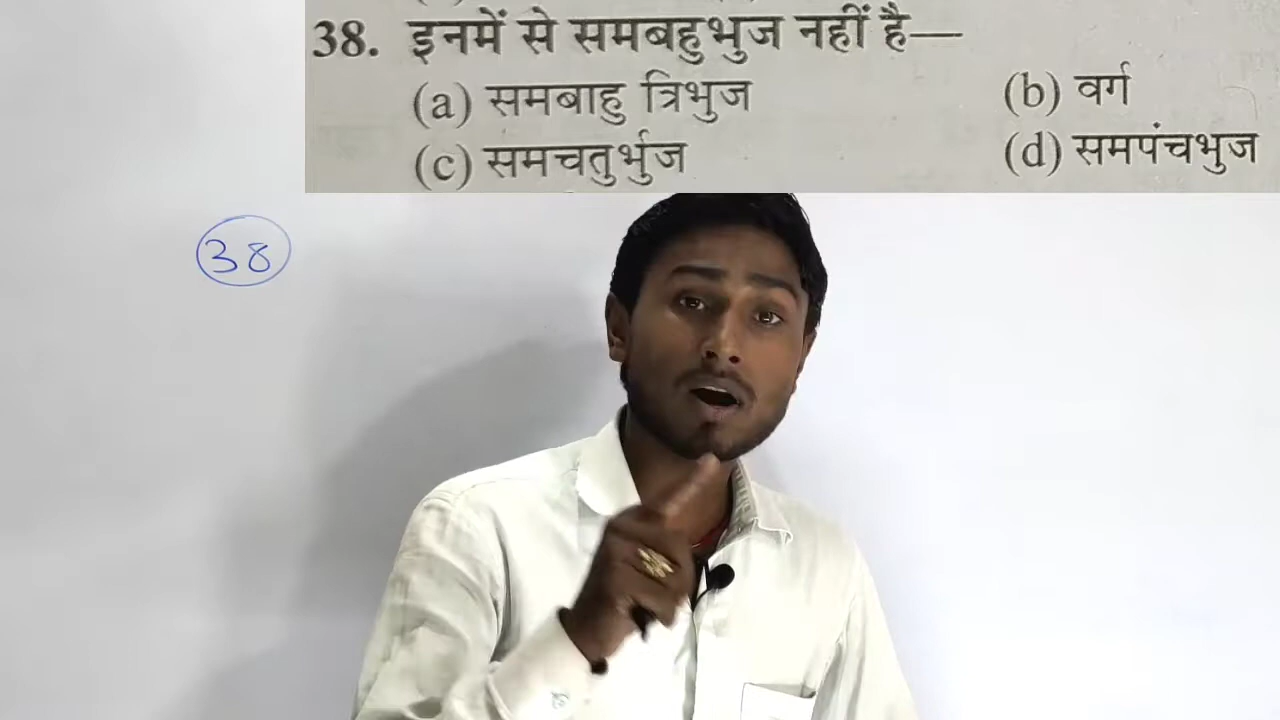 38. इनमें से समबहुभुज नहीं है—
(a) समबाहु त्रिभुज (b) वर्ग
(c) समचतुर्भुज (d) समपंचभुज
38